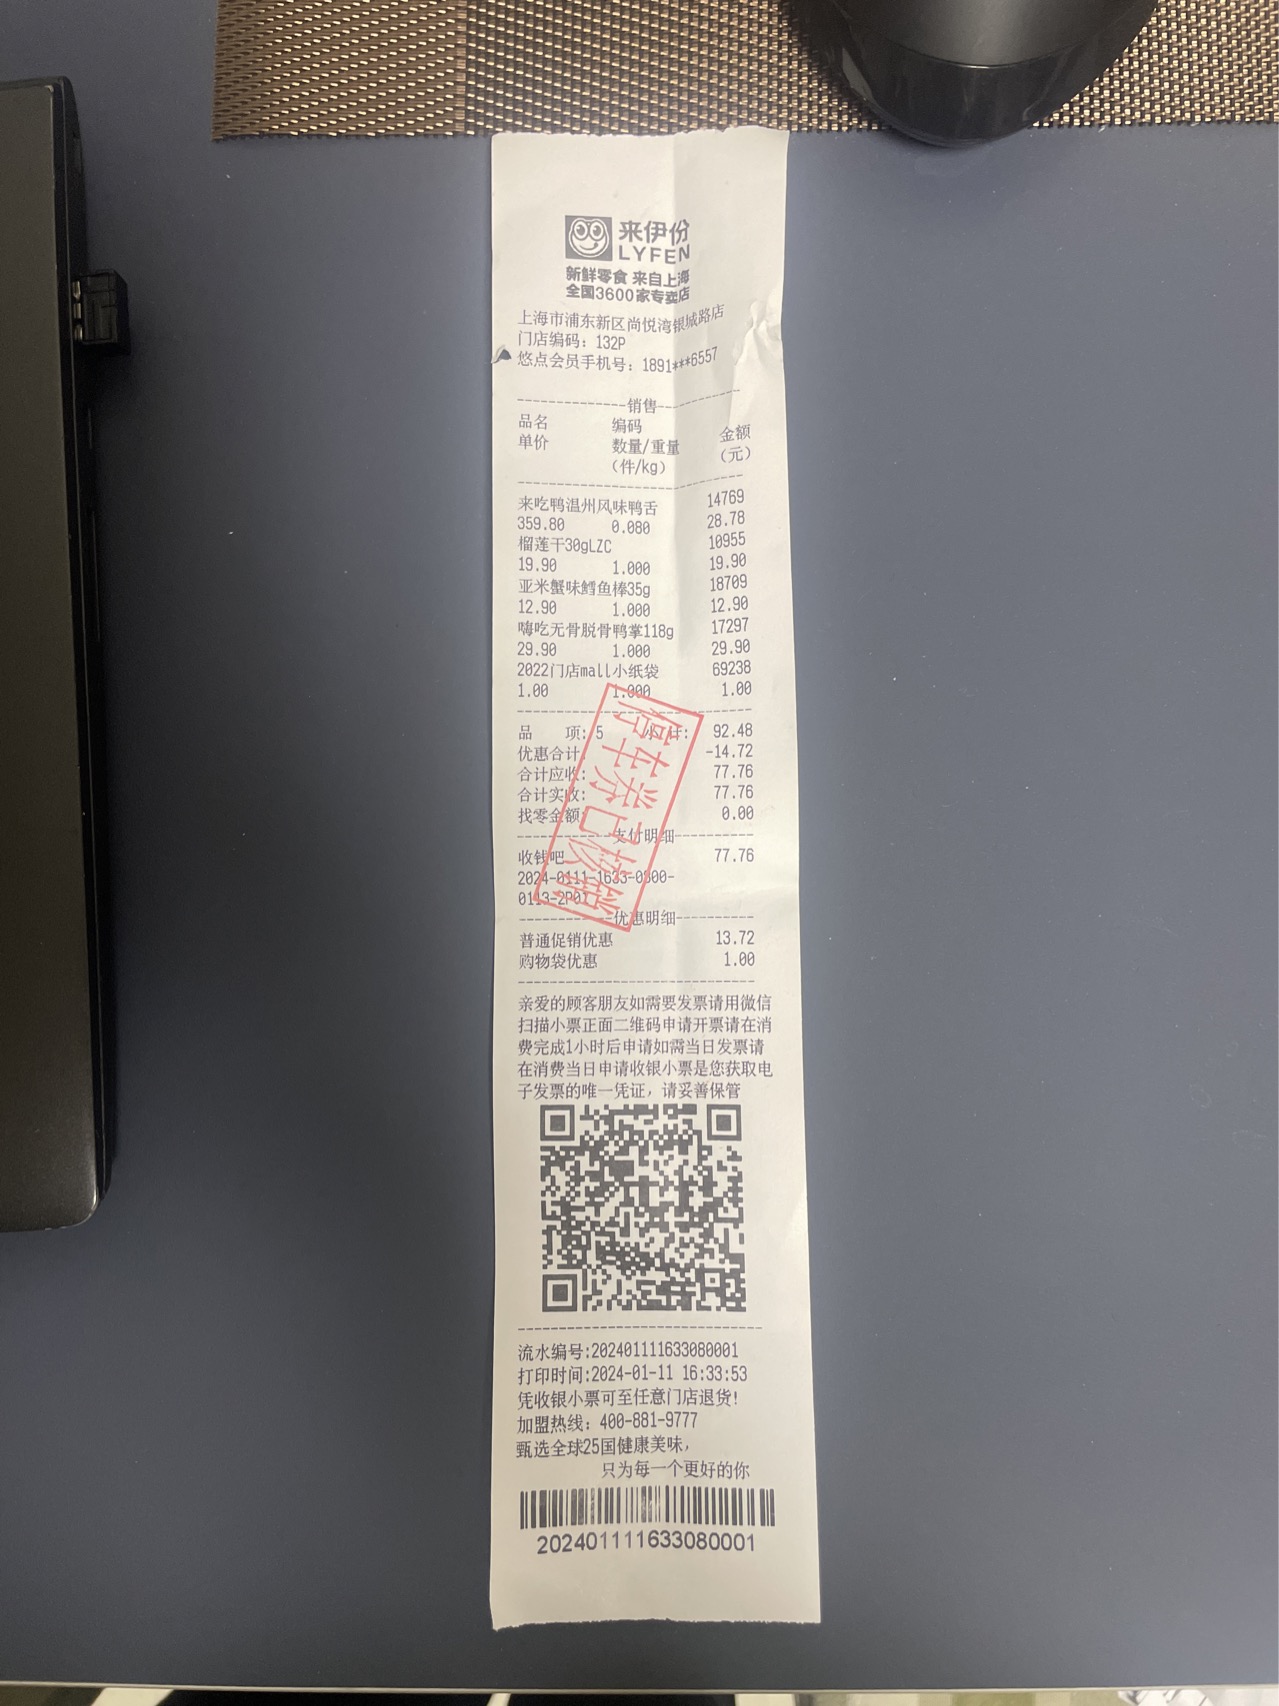 来伊份
LYFEN
新鲜零食 来自上海
全国3600家专卖店
上海市浦东新区尚悦湾银城路店
门店编码：132P
悠点会员手机号：1891***6557
--------------销售-----------
品名 编码 金额
单价 数量/重量 （元）
（件/kg）
来吃鸭温州风味鸭舌 14769
359.80 0.080 28.78
榴莲干30gLZC 10955
19.90 1.000 19.90
亚米蟹味鳕鱼棒35g 18709
12.90 1.000 12.90
嗨吃无骨脱骨鸭掌118g 17297
29.90 1.000 29.90
2022门店mall小纸袋 69238
1.00 1.000 1.00
品 项:5 小计: 92.48
优惠合计: -14.72
合计应收: 77.76
合计实收: 77.76
找零金额: 0.00
------------支付明细----------
收钱吧 77.76
2024-0111-1633-0800-
0113-2P01
停车券已核销
------------优惠明细----------
普通促销优惠 13.72
购物袋优惠 1.00
亲爱的顾客朋友如需要发票请用微信
扫描小票正面二维码申请开票请在消
费完成1小时后申请如需当日发票请
在消费当日申请收银小票是您获取电
子发票的唯一凭证，请妥善保管
流水编号:202401111633080001
打印时间:2024-01-11 16:33:53
凭收银小票可至任意门店退货!
加盟热线：400-881-9777
甄选全球25国健康美味，
只为每一个更好的你
202401111633080001